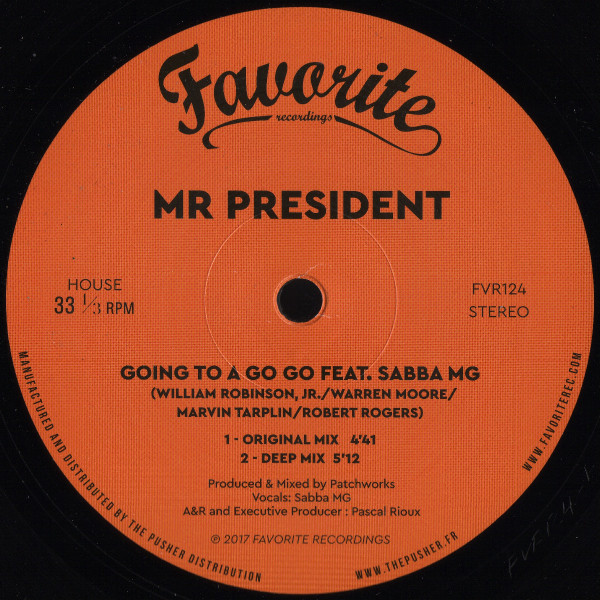 Favorite
recordings
MR PRESIDENT
HOUSE
33 1/3 RPM
FVR124
STEREO
GOING TO A GO GO FEAT. SABBA MG
(WILLIAM ROBINSON, JR./WARREN MOORE/
MARVIN TARPLIN/ROBERT ROGERS)
1 - ORIGINAL MIX 4'41
2 - DEEP MIX 5'12
Produced & Mixed by Patchworks
Vocals: Sabba MG
A&R and Executive Producer : Pascal Rioux
℗ 2017 FAVORITE RECORDINGS
MANUFACTURED AND DISTRIBUTED BY THE PUSHER DISTRIBUTION
WWW.THEPUSHER.FR
WWW.FAVORITEREC.COM